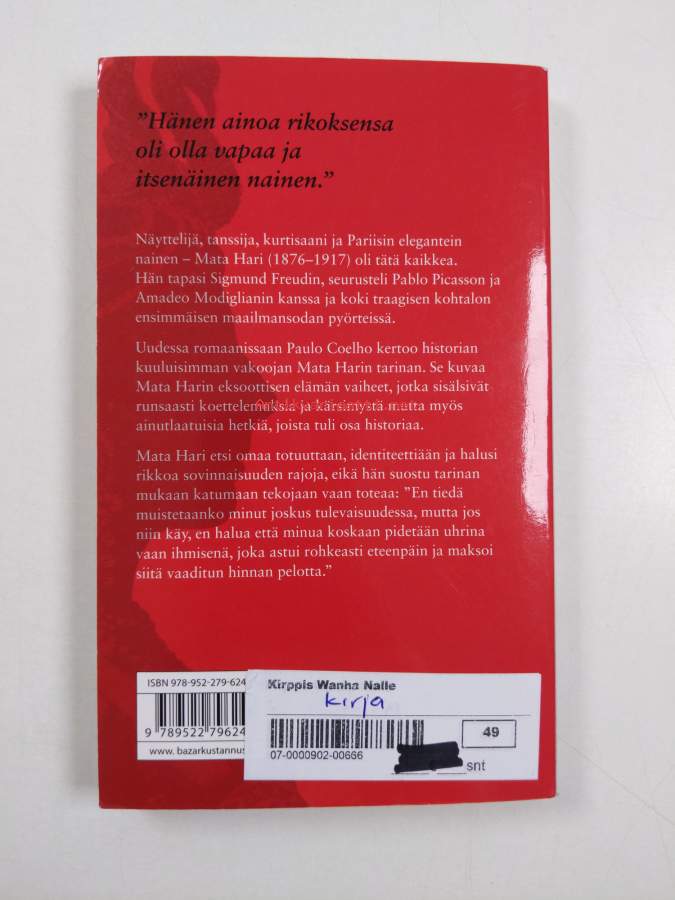 ”Hänen ainoa rikoksensa
oli olla vapaa ja
itsenäinen nainen.”
Näyttelijä, tanssija, kurtisaani ja Pariisin elegantein
nainen – Mata Hari (1876–1917) oli tätä kaikkea.
Hän tapasi Sigmund Freudin, seurusteli Pablo Picasson ja
Amadeo Modiglianin kanssa ja koki traagisen kohtalon
ensimmäisen maailmansodan pyörteissä.
Uudessa romaanissaan Paulo Coelho kertoo historian
kuuluisimman vakoojan Mata Harin tarinan. Se kuvaa
Mata Harin eksoottisen elämän vaiheet, jotka sisälsivät
runsaasti koettelemuksia ja kärsimystä mutta myös
ainutlaatuisia hetkiä, joista tuli osa historiaa.
Mata Hari etsi omaa totuuttaan, identiteettiään ja halusi
rikkoa sovinnaisuuden rajoja, eikä hän suostu tarinan
mukaan katumaan tekojaan vaan toteaa: ”En tiedä
muistetaanko minut joskus tulevaisuudessa, mutta jos
niin käy, en halua että minua koskaan pidetään uhrina
vaan ihmisenä, joka astui rohkeasti eteenpäin ja maksoi
siitä vaaditun hinnan pelotta.”
ISBN 978-952-279-624
9 789522 79624
www.bazarkustannus
Kirppis Wanha Nalle
kirja
49
07-0000902-00666
snt